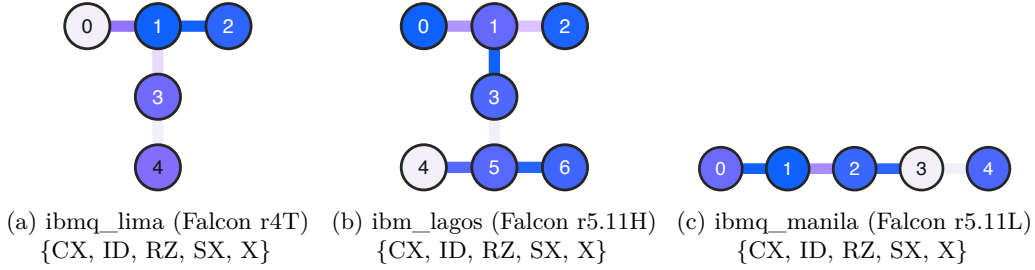 0 1 2
3
4
(a) ibmq_lima (Falcon r4T)
{CX, ID, RZ, SX, X}
0 1 2
3
4 5 6
(b) ibm_lagos (Falcon r5.11H)
{CX, ID, RZ, SX, X}
0 1 2 3 4
(c) ibmq_manila (Falcon r5.11L)
{CX, ID, RZ, SX, X}